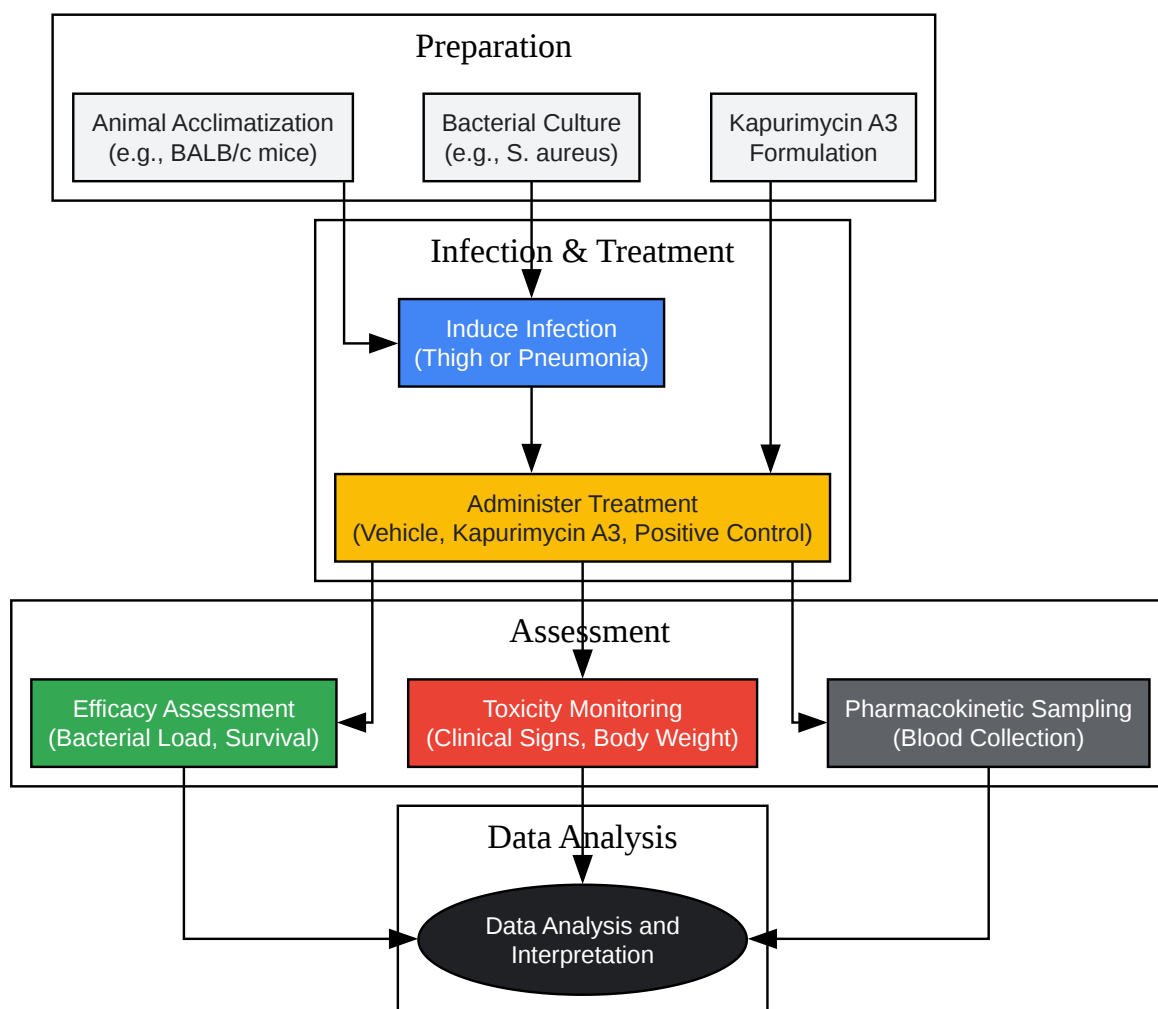 Preparation
Animal Acclimatization
(e.g., BALB/c mice)
Bacterial Culture
(e.g., S. aureus)
Kapurimycin A3
Formulation
Infection & Treatment
Induce Infection
(Thigh or Pneumonia)
Administer Treatment
(Vehicle, Kapurimycin A3, Positive Control)
Assessment
Efficacy Assessment
(Bacterial Load, Survival)
Toxicity Monitoring
(Clinical Signs, Body Weight)
Pharmacokinetic Sampling
(Blood Collection)
Data Analysis
Data Analysis and
Interpretation